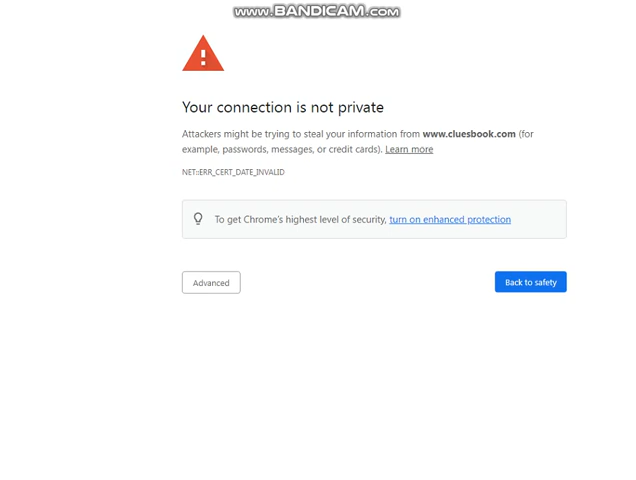 www.BANDICAM.com
Your connection is not private
Attackers might be trying to steal your information from www.cluesbook.com (for
example, passwords, messages, or credit cards). Learn more
NET::ERR_CERT_DATE_INVALID
To get Chrome's highest level of security, turn on enhanced protection
Advanced
Back to safety